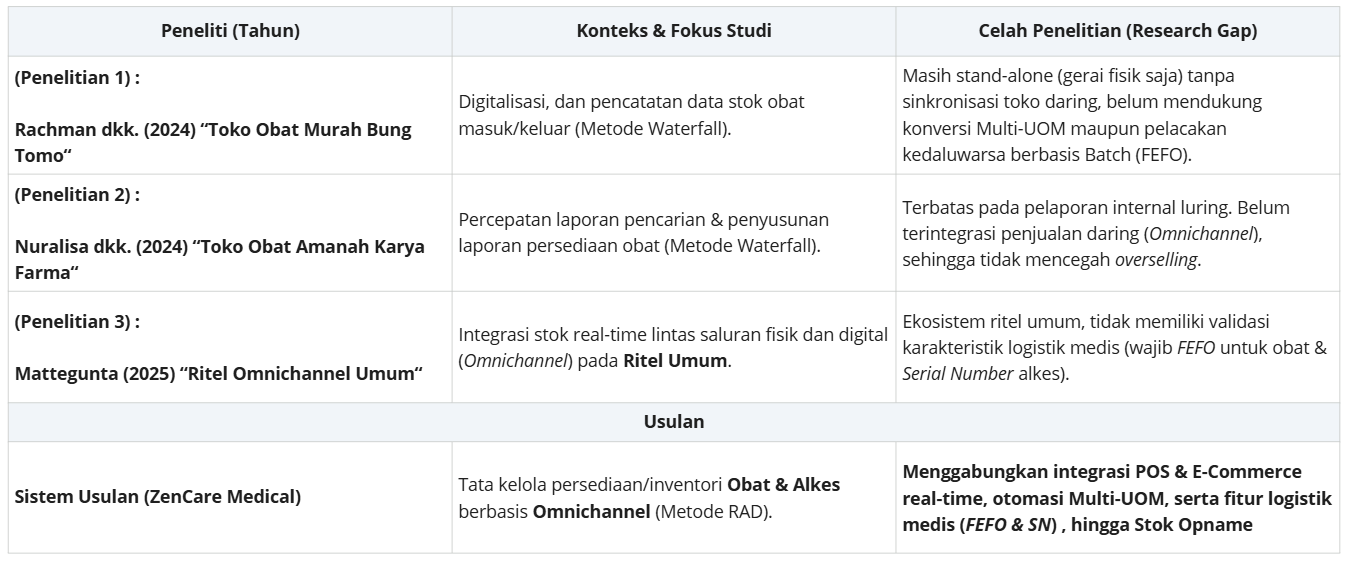 Peneliti (Tahun)
Konteks & Fokus Studi
Celah Penelitian (Research Gap)
(Penelitian 1) :
Rachman dkk. (2024) “Toko Obat Murah Bung
Tomo“
Digitalisasi, dan pencatatan data stok obat
masuk/keluar (Metode Waterfall).
Masih stand-alone (gerai fisik saja) tanpa
sinkronisasi toko daring, belum mendukung
konversi Multi-UOM maupun pelacakan
kedaluwarsa berbasis Batch (FEFO).
(Penelitian 2) :
Nuralisa dkk. (2024) “Toko Obat Amanah Karya
Farma“
Percepatan laporan pencarian & penyusunan
laporan persediaan obat (Metode Waterfall).
Terbatas pada pelaporan internal luring. Belum
terintegrasi penjualan daring (Omnichannel),
sehingga tidak mencegah overselling.
(Penelitian 3) :
Mattegunta (2025) “Ritel Omnichannel Umum“
Integrasi stok real-time lintas saluran fisik dan digital
(Omnichannel) pada Ritel Umum.
Ekosistem ritel umum, tidak memiliki validasi
karakteristik logistik medis (wajib FEFO untuk obat &
Serial Number alkes).
Usulan
Sistem Usulan (ZenCare Medical)
Tata kelola persediaan/inventori Obat & Alkes
berbasis Omnichannel (Metode RAD).
Menggabungkan integrasi POS & E-Commerce
real-time, otomasi Multi-UOM, serta fitur logistik
medis (FEFO & SN) , hingga Stok Opname